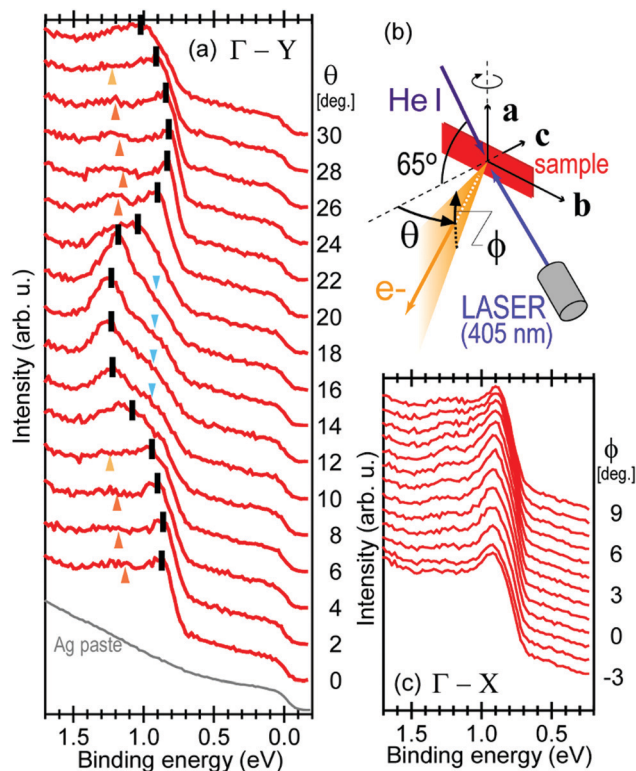 (a) Γ – Y
θ
[deg.]
30
28
26
24
22
20
18
16
14
12
10
8
6
4
2
0
Ag paste
Intensity (arb. u.)
1.5 1.0 0.5 0.0
Binding energy (eV)
(b)
He I
a
c
sample
65º
b
θ
ϕ
e-
LASER
(405 nm)
ϕ
[deg.]
9
6
3
0
-3
Intensity (arb. u.)
(c) Γ – X
1.5 1.0 0.5
Binding energy (eV)